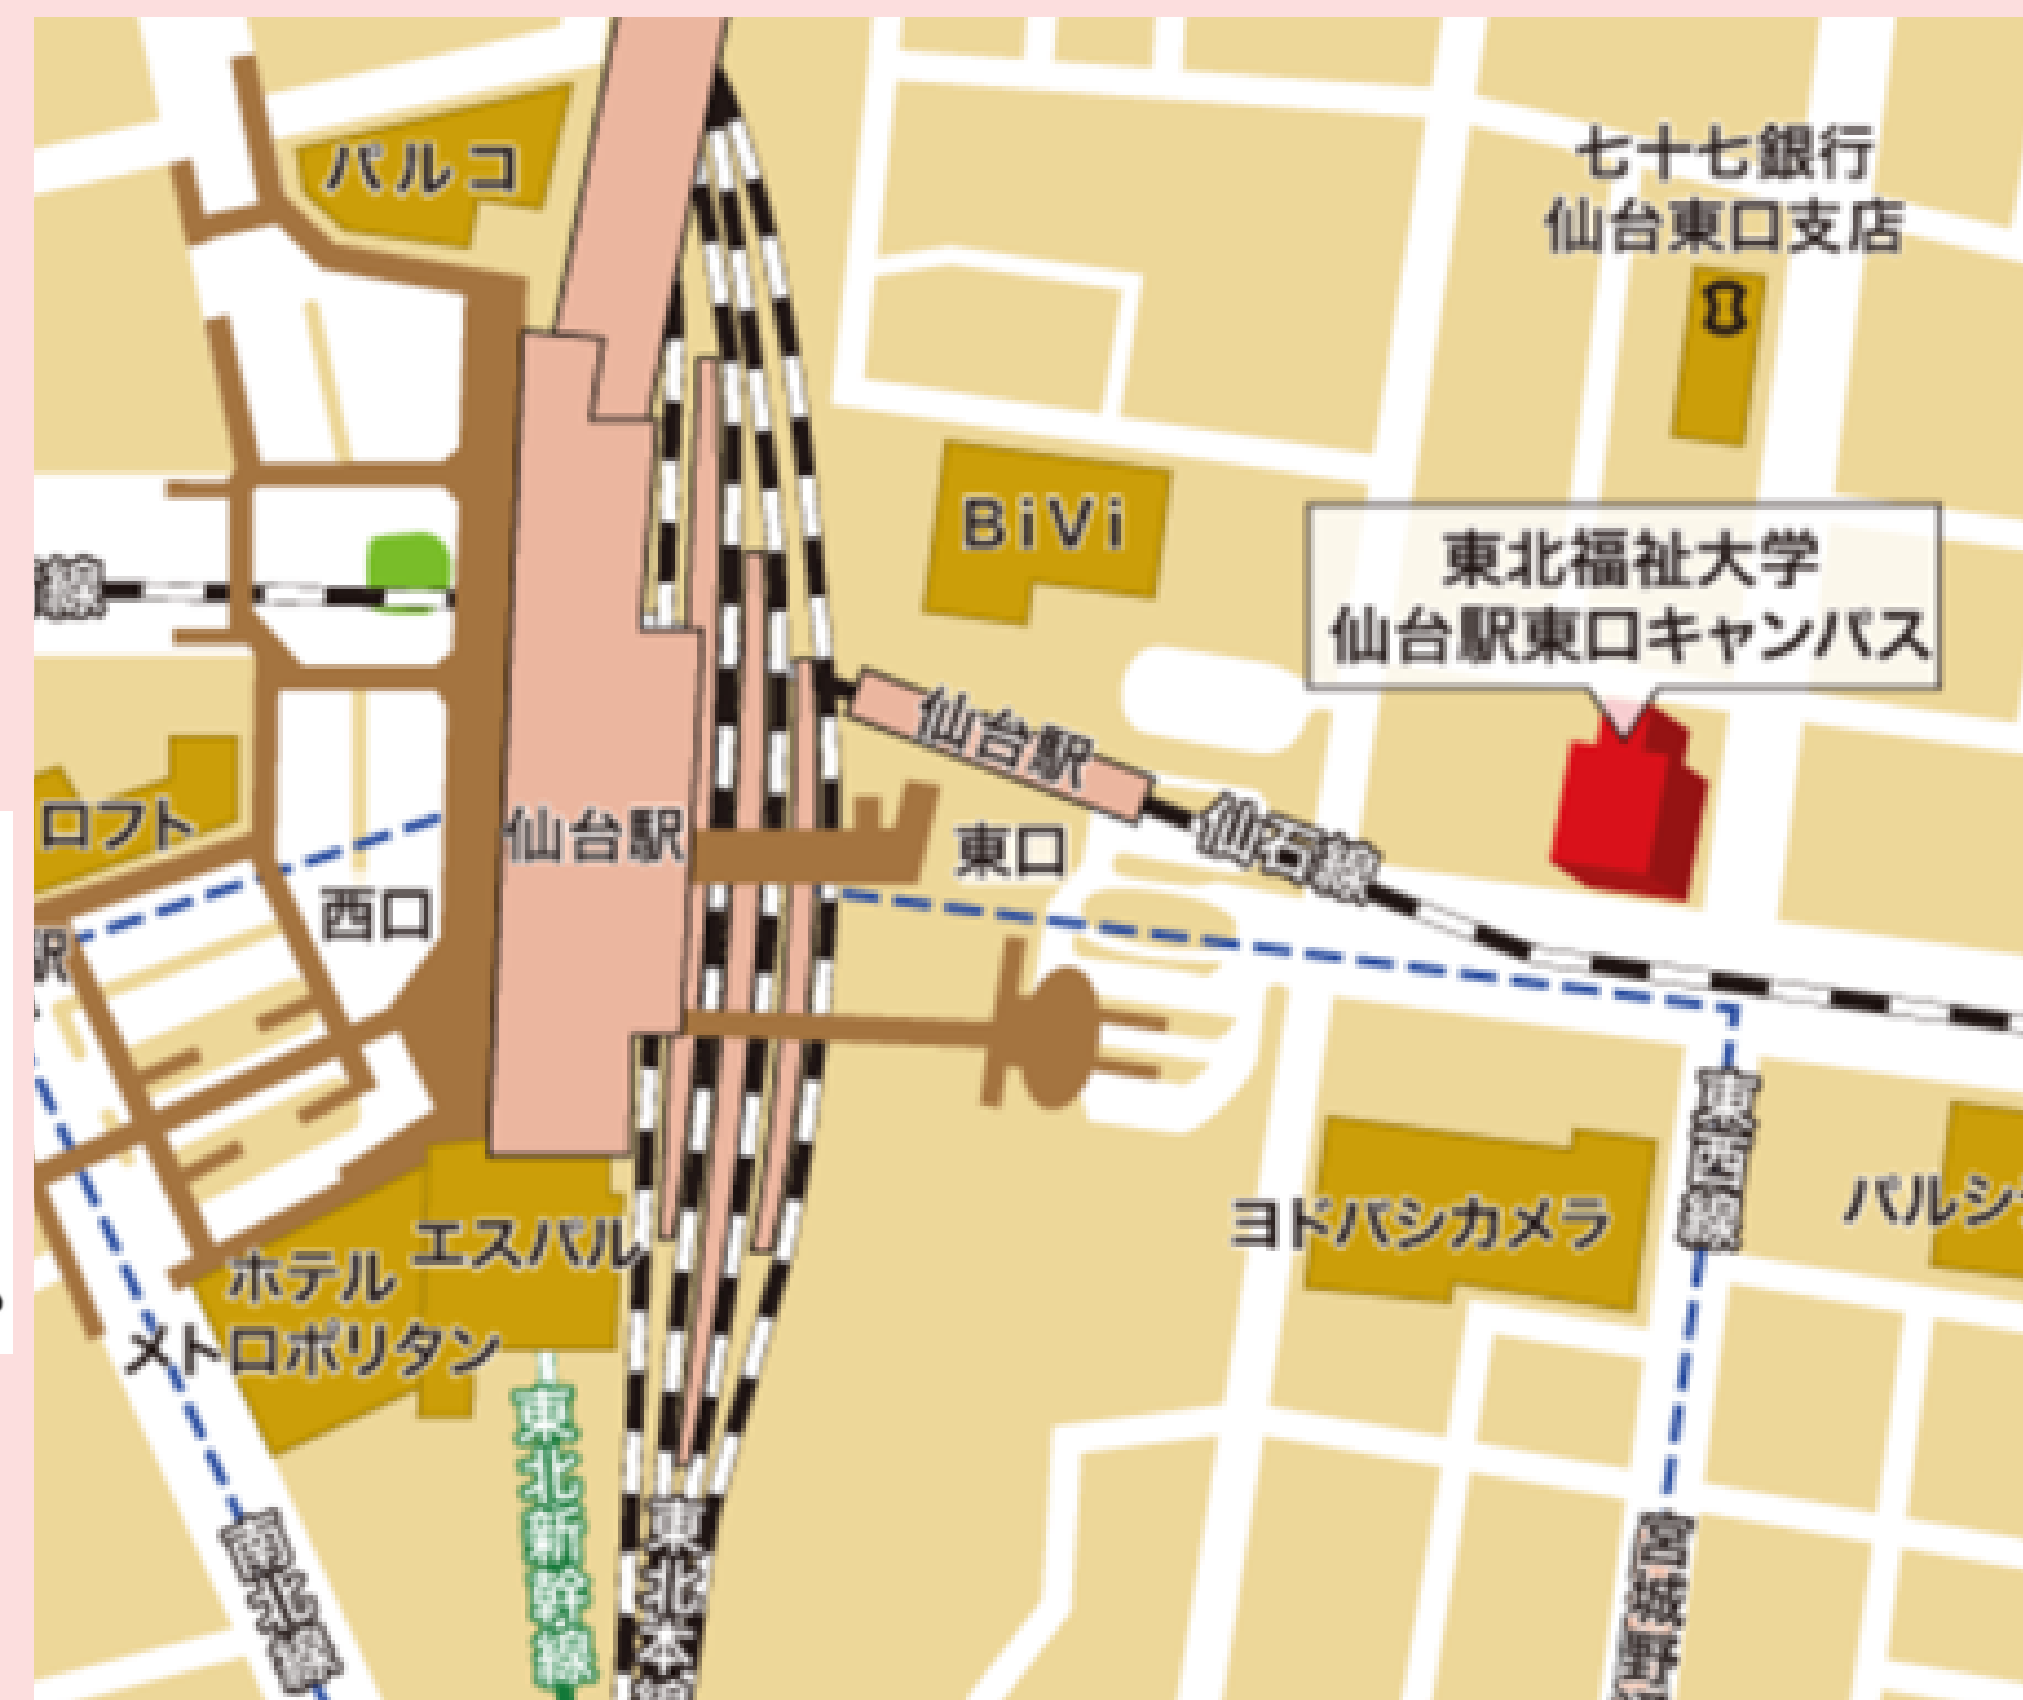 パルコ
七十七銀行
仙台東口支店
BiVi
東北福祉大学
仙台駅東口キャンパス
線
仙台駅
仙石線
ロフト
仙台駅
東口
西口
駅
東西線
ヨドバシカメラ
パルシ
エスパル
ホテル
メトロポリタン
東北新幹線
東北本線
南北線
宮城野